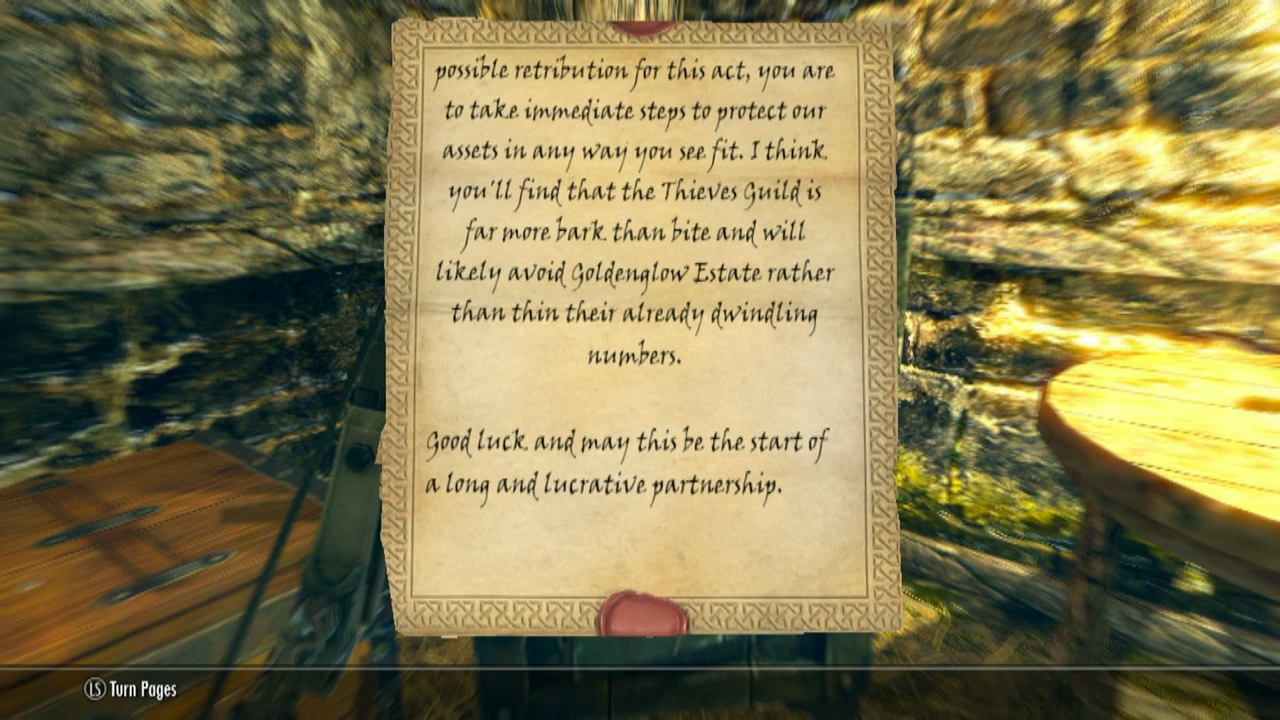 possible retribution for this act, you are
to take immediate steps to protect our
assets in any way you see fit. I think
you'll find that the Thieves Guild is
far more bark than bite and will
likely avoid Goldenglow Estate rather
than thin their already dwindling
numbers.
Good luck and may this be the start of
a long and lucrative partnership.
LS Turn Pages